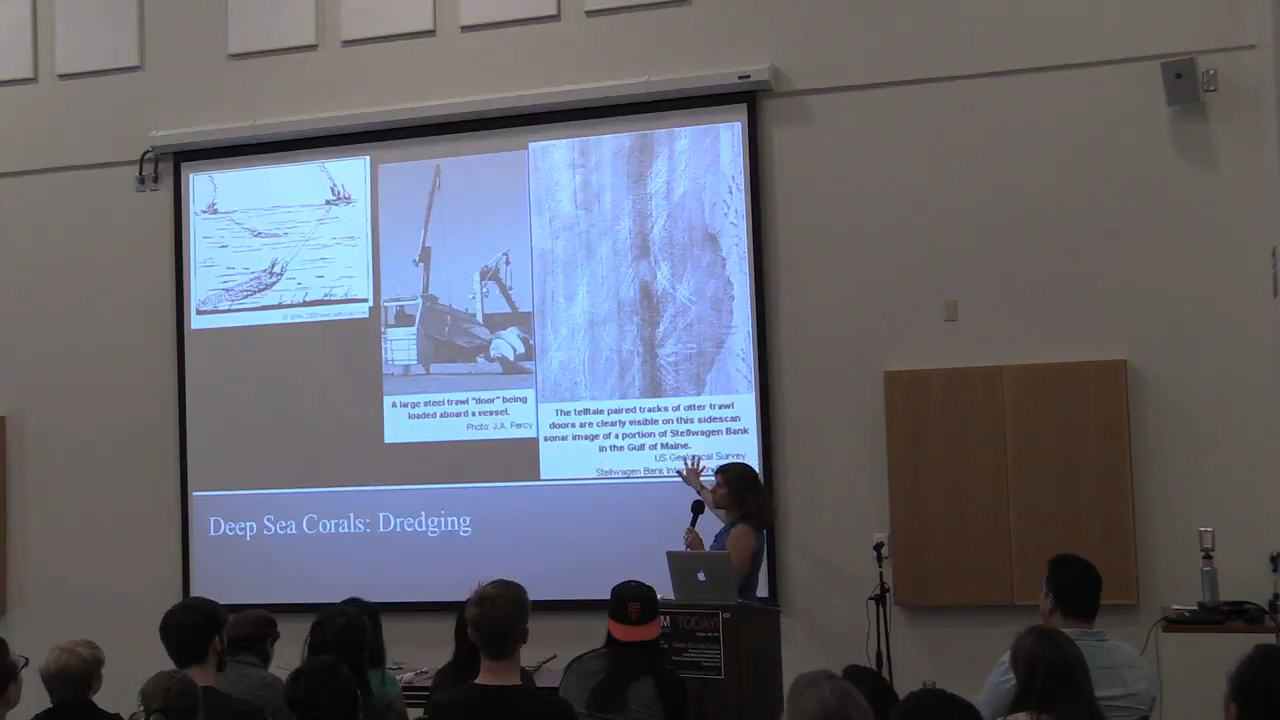 A large steel trawl "door" being
loaded aboard a vessel.
Photo: J.A. Percy
The telltale paired tracks of otter trawl
doors are clearly visible on this sidescan
sonar image of a portion of Stellwagen Bank
in the Gulf of Maine.
US Geological Survey
Stellwagen Bank
Deep Sea Corals: Dredging
SF
M TODAY!